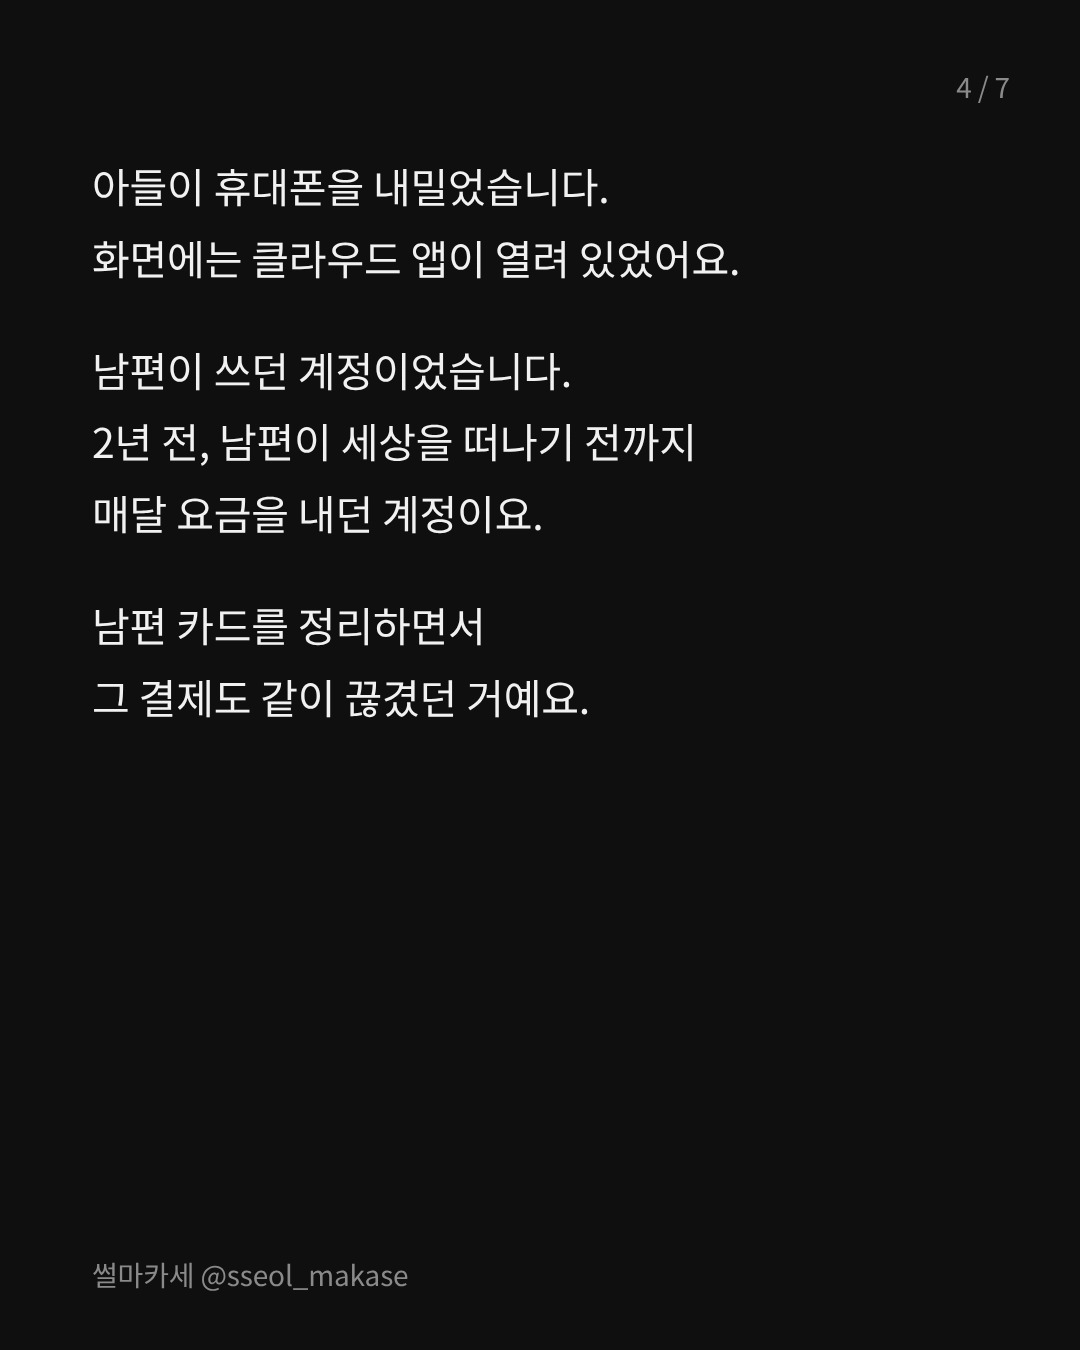 4 / 7
아들이 휴대폰을 내밀었습니다.
화면에는 클라우드 앱이 열려 있었어요.
남편이 쓰던 계정이었습니다.
2년 전, 남편이 세상을 떠나기 전까지
매달 요금을 내던 계정이요.
남편 카드를 정리하면서
그 결제도 같이 끊겼던 거예요.
썰마카세 @sseol_makase